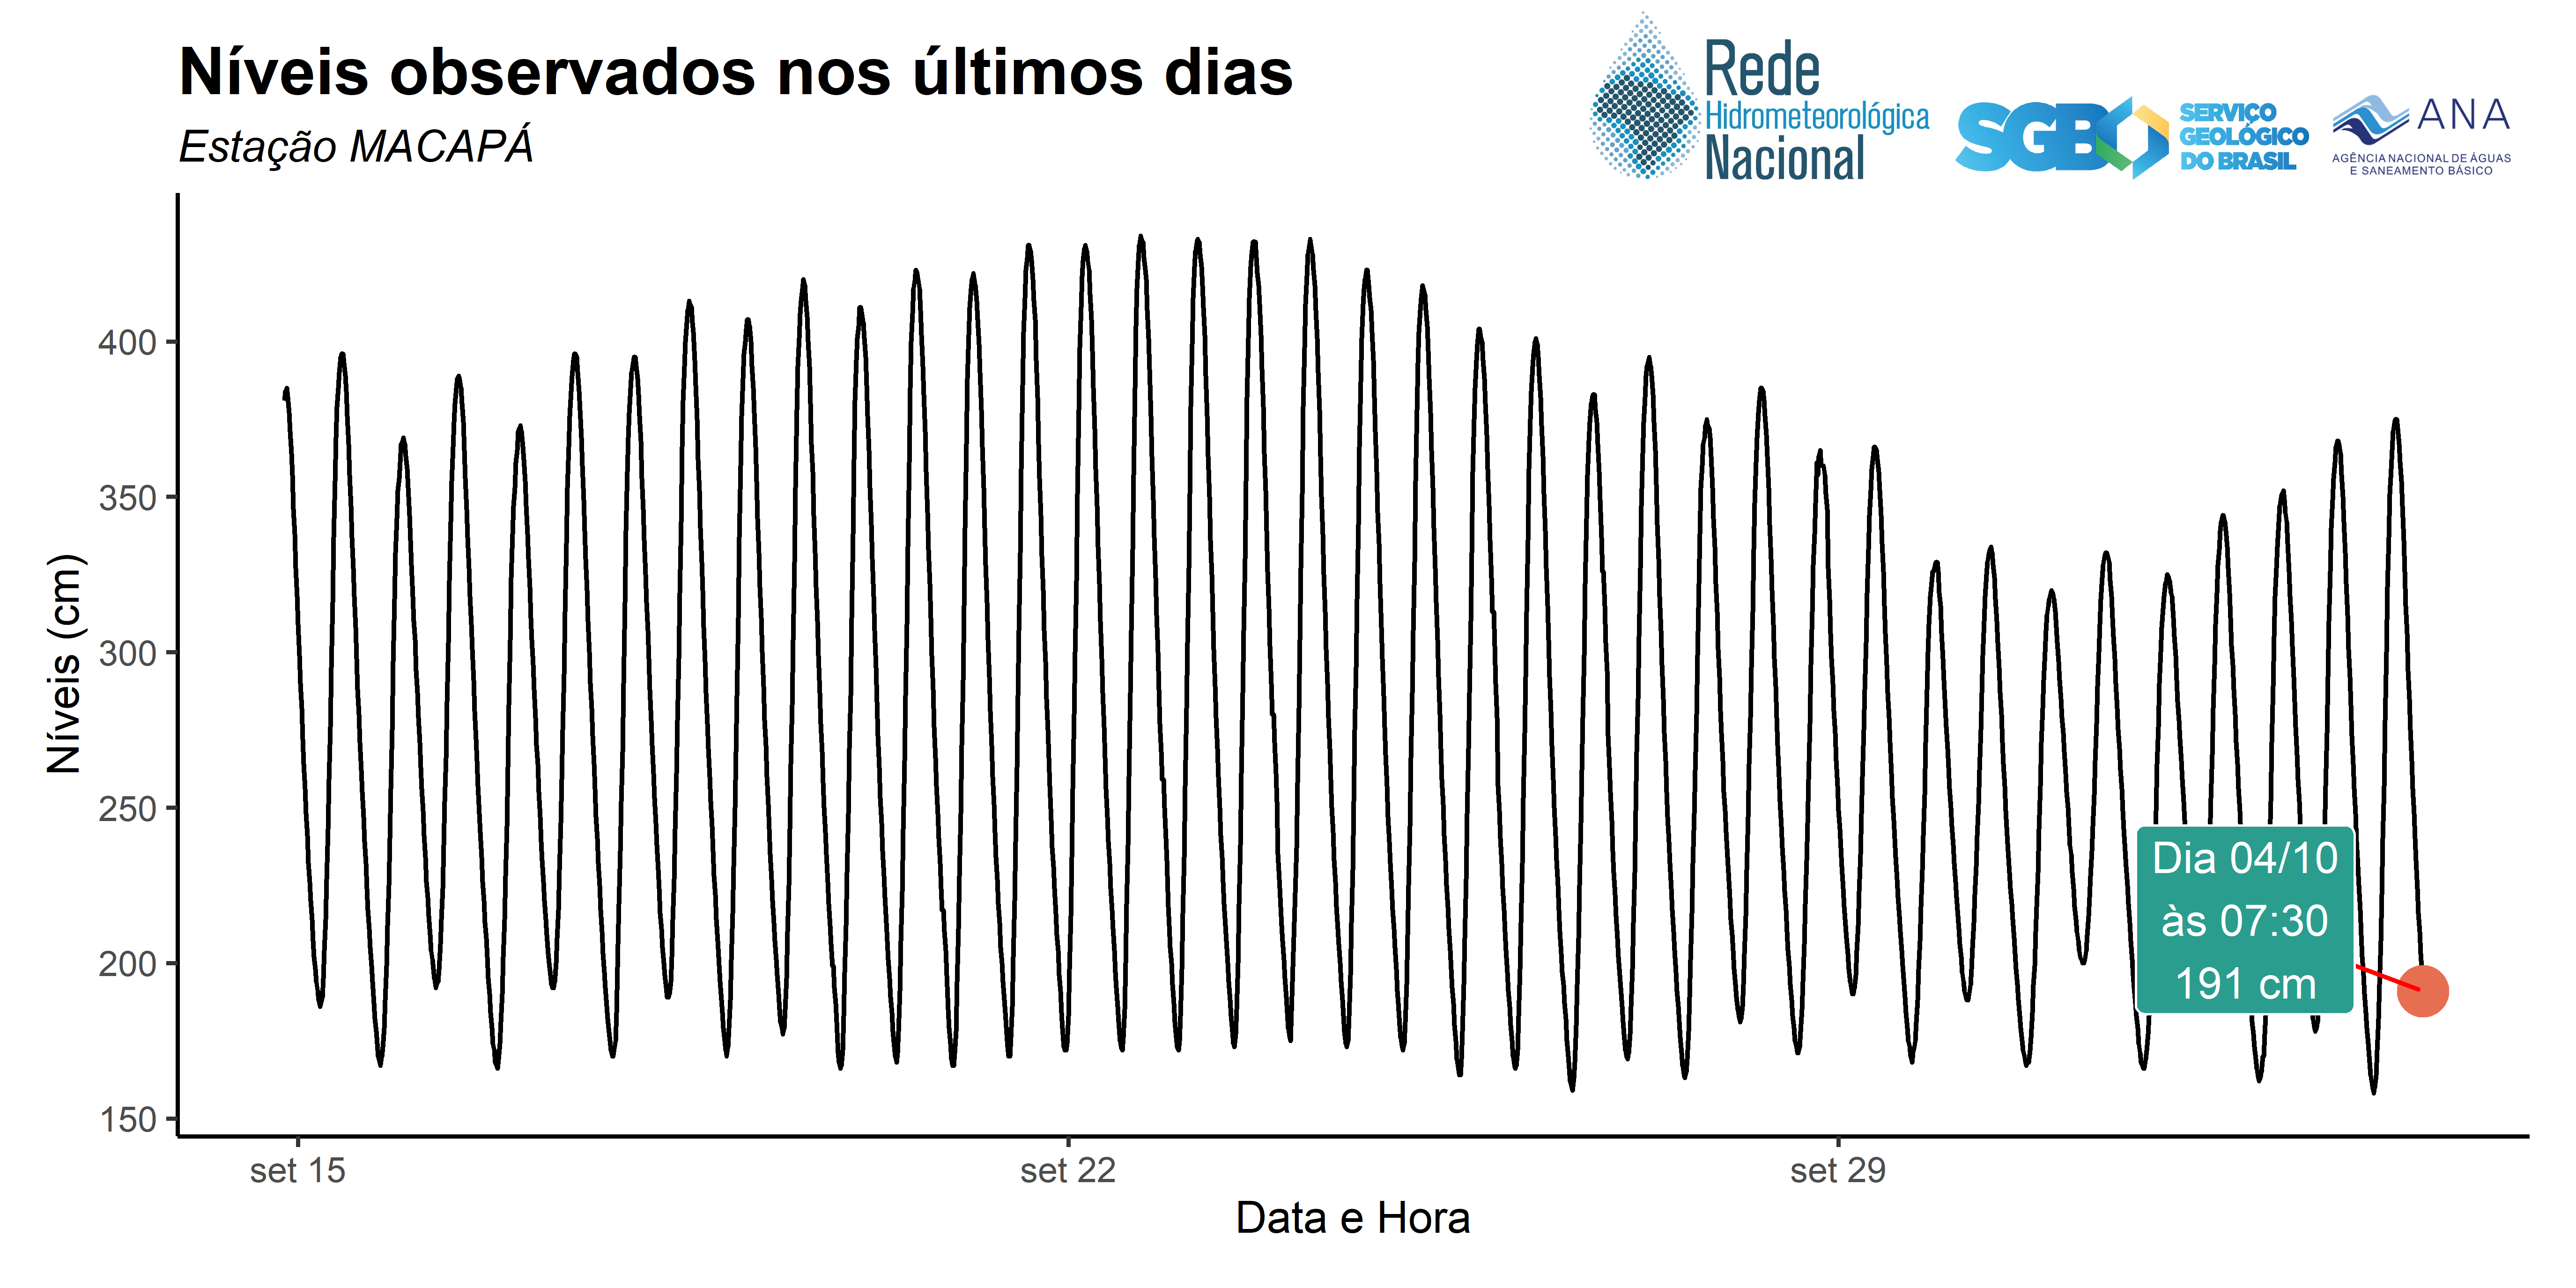 Níveis observados nos últimos dias
Estação MACAPÁ
Rede
Hidrometeorológica
Nacional
SGB
SERVIÇO
GEOLÓGICO
DO BRASIL
ANA
AGÊNCIA NACIONAL DE ÁGUAS
E SANEAMENTO BÁSICO
Níveis (cm)
400
350
300
250
200
150
Dia 04/10
às 07:30
191 cm
set 15
set 22
set 29
Data e Hora